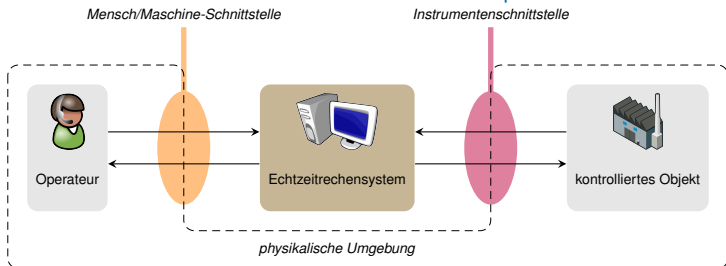 Mensch/Maschine-Schnittstelle
Instrumentenschnittstelle
Operateur
Echtzeitrechensystem
kontrolliertes Objekt
physikalische Umgebung